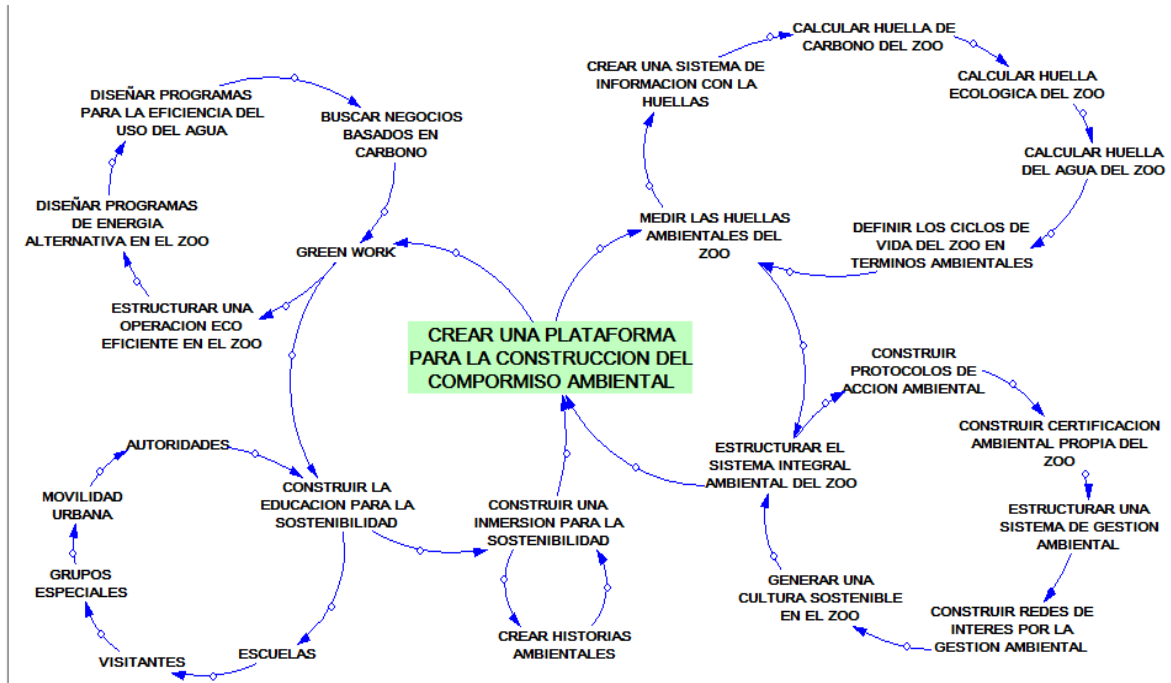 CALCULAR HUELLA DE
CARBONO DEL ZOO
CREAR UNA SISTEMA DE
INFORMACION CON LA
HUELLAS
CALCULAR HUELLA
ECOLOGICA DEL ZOO
DISEÑAR PROGRAMAS
PARA LA EFICIENCIA DEL
USO DEL AGUA
BUSCAR NEGOCIOS
BASADOS EN
CARBONO
CALCULAR HUELLA
DEL AGUA DEL ZOO
DISEÑAR PROGRAMAS
DE ENERGIA
ALTERNATIVA EN EL ZOO
MEDIR LAS HUELLAS
AMBIENTALES DEL
ZOO
DEFINIR LOS CICLOS DE
VIDA DEL ZOO EN
TERMINOS AMBIENTALES
GREEN WORK
ESTRUCTURAR UNA
OPERACION ECO
EFICIENTE EN EL ZOO
CREAR UNA PLATAFORMA
PARA LA CONSTRUCCION DEL
COMPORMISO AMBIENTAL
CONSTRUIR
PROTOCOLOS DE
ACCION AMBIENTAL
CONSTRUIR CERTIFICACION
AMBIENTAL PROPIA DEL
ZOO
AUTORIDADES
ESTRUCTURAR EL
SISTEMA INTEGRAL
AMBIENTAL DEL ZOO
MOVILIDAD
URBANA
CONSTRUIR LA
EDUCACION PARA LA
SOSTENIBILIDAD
CONSTRUIR UNA
INMERSION PARA LA
SOSTENIBILIDAD
ESTRUCTURAR UNA
SISTEMA DE GESTION
AMBIENTAL
GRUPOS
ESPECIALES
GENERAR UNA
CULTURA SOSTENIBLE
EN EL ZOO
CONSTRUIR REDES DE
INTERES POR LA
GESTION AMBIENTAL
VISITANTES
ESCUELAS
CREAR HISTORIAS
AMBIENTALES